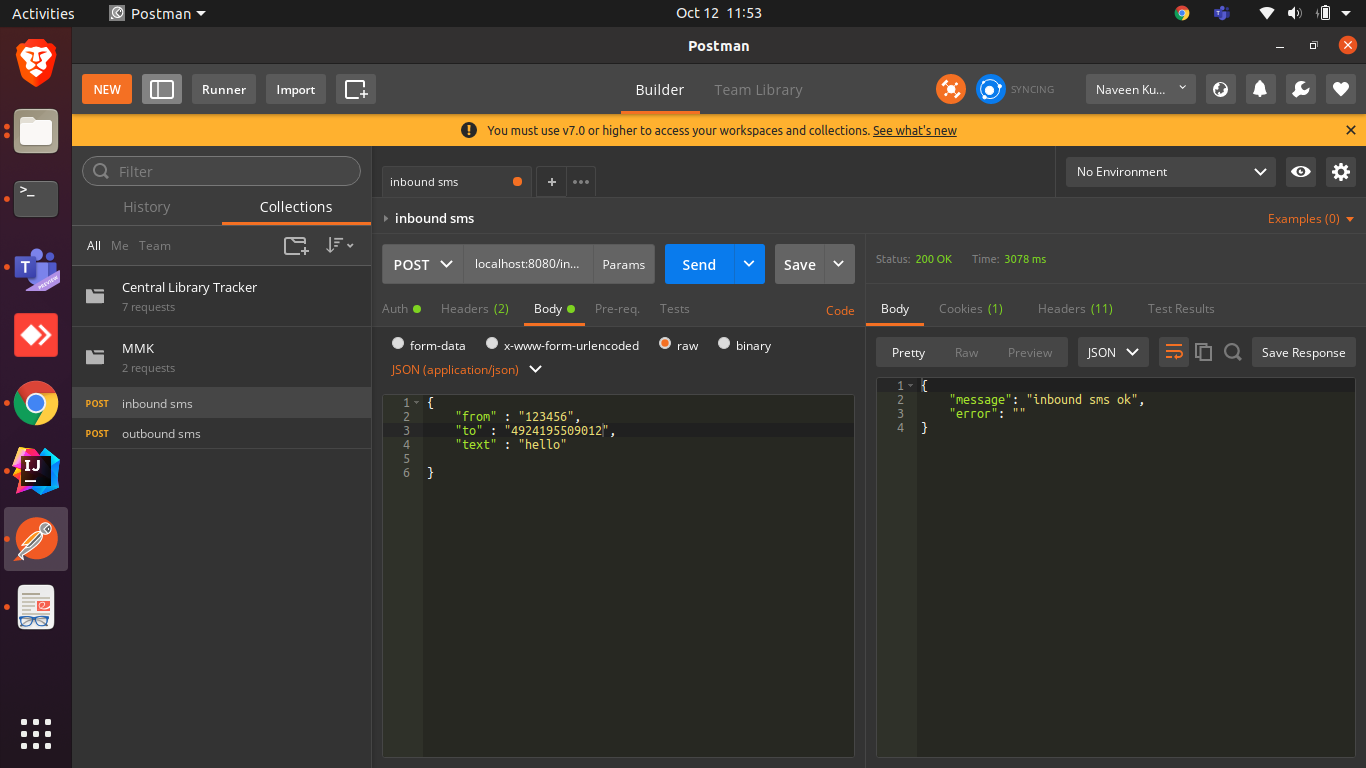 Activities Postman Oct 12 11:53
Postman
NEW Runner Import Builder Team Library SYNCING Naveen Ku...
You must use v7.0 or higher to access your workspaces and collections. See what's new
Filter
History Collections
All Me Team
Central Library Tracker
7 requests
MMK
2 requests
POST inbound sms
POST outbound sms
inbound sms
No Environment
inbound sms
Examples (0)
POST localhost:8080/in... Params Send Save
Auth Headers (2) Body Pre-req. Tests Code
form-data x-www-form-urlencoded raw binary
JSON (application/json)
1 {
2 "from" : "123456",
3 "to" : "4924195509012",
4 "text" : "hello"
5
6 }
Status: 200 OK Time: 3078 ms
Body Cookies (1) Headers (11) Test Results
Pretty Raw Preview JSON Save Response
1 {
2 "message": "inbound sms ok",
3 "error": ""
4 }
>_
T
PREVIEW
IJ